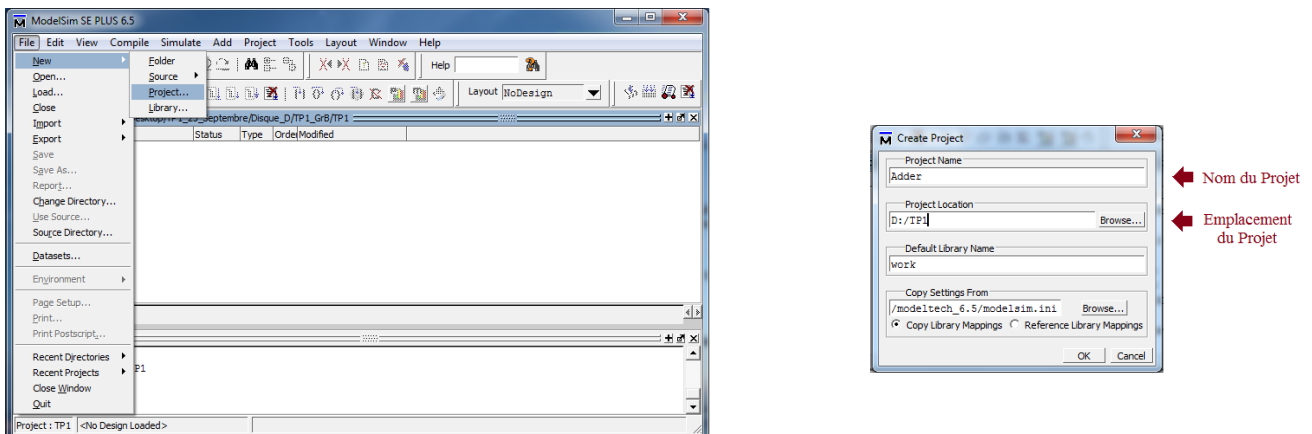 ModelSim SE PLUS 6.5
File Edit View Compile Simulate Add Project Tools Layout Window Help
New
Open...
Load...
Close
Import
Export
Save
Save As...
Report...
Change Directory...
Use Source...
Source Directory...
Datasets...
Environment
Page Setup...
Print...
Print Postscript...
Recent Directories
Recent Projects
Close Window
Quit
Folder
Source
Project...
Library...
Help
Layout NoDesign
/TP1_25_Septembre/Disque_D/TP1_GrB/TP1
Status Type Order Modified
Project : TP1 <No Design Loaded>
Create Project
Project Name
Adder
Project Location
D:/TP1
Browse...
Default Library Name
work
Copy Settings From
/modeltech_6.5/modelsim.ini Browse...
Copy Library Mappings Reference Library Mappings
OK Cancel
Nom du Projet
Emplacement
du Projet